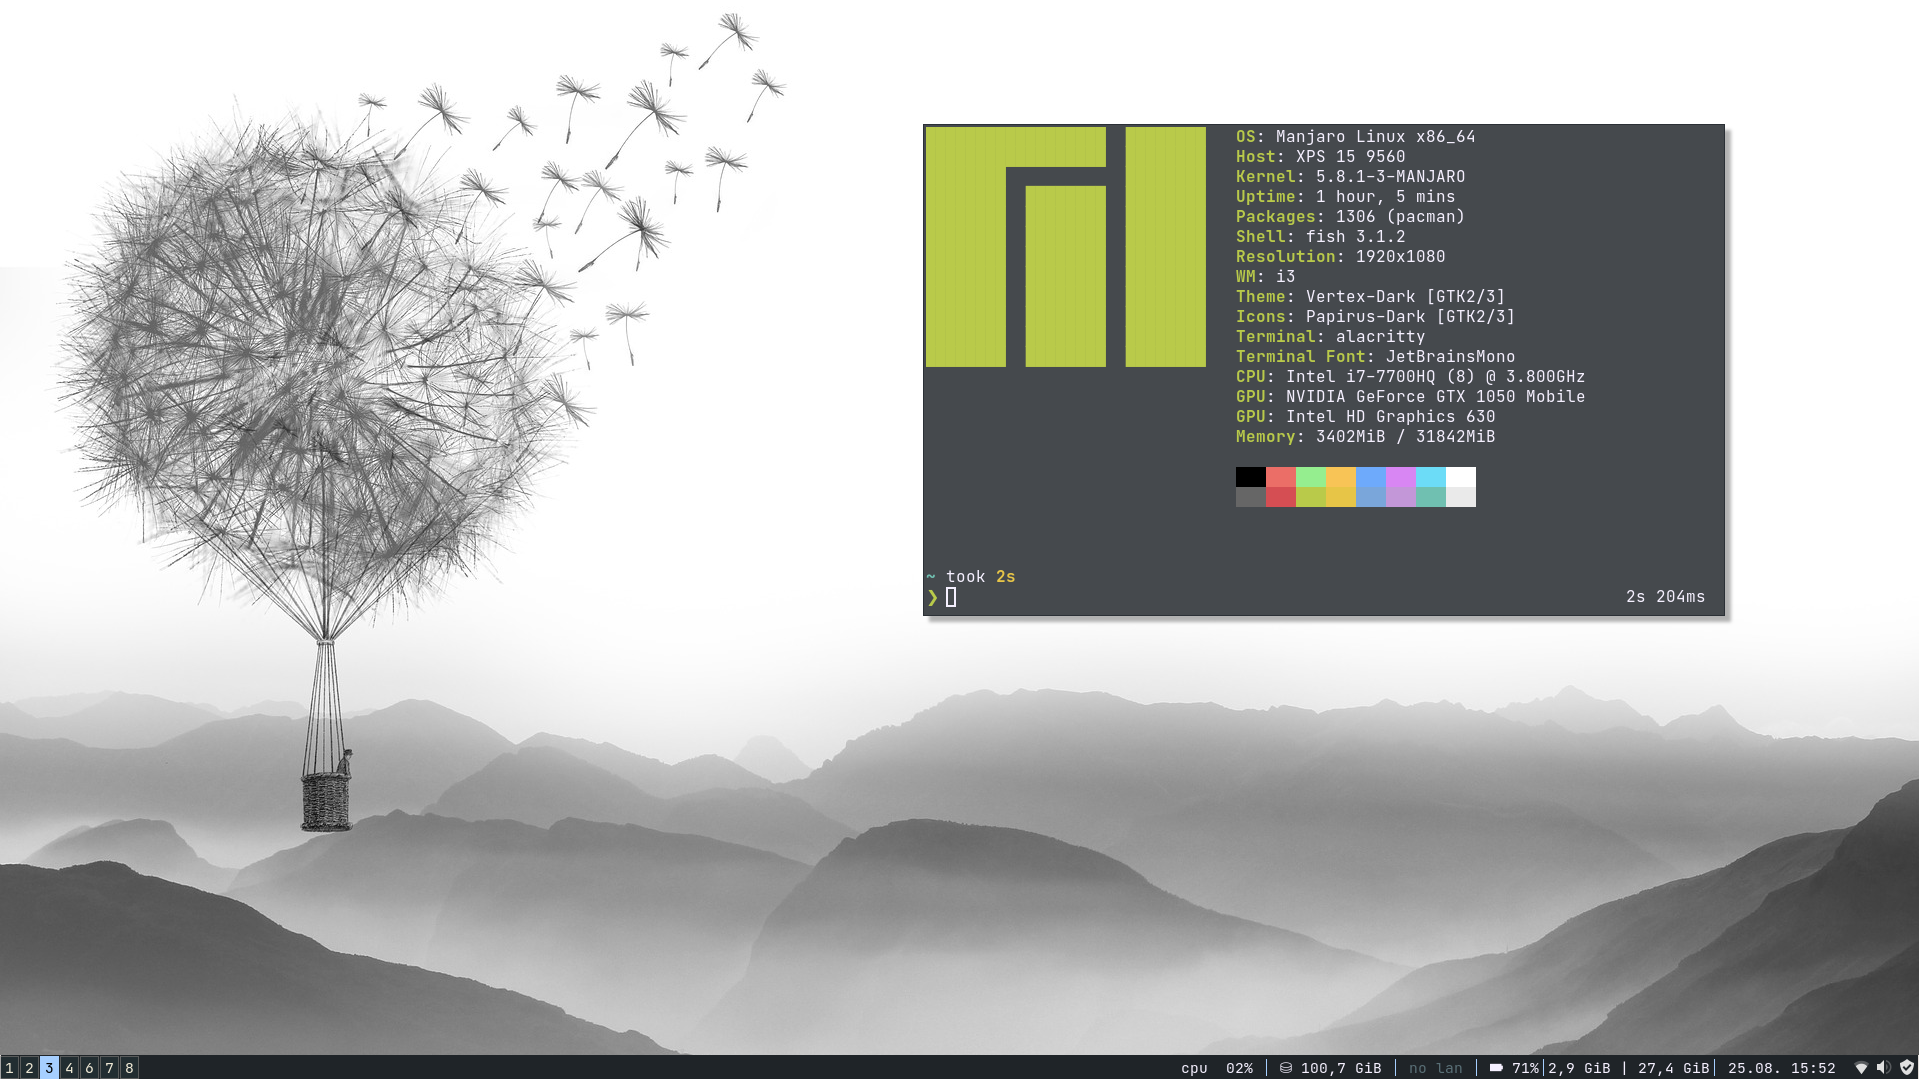 OS: Manjaro Linux x86_64
Host: XPS 15 9560
Kernel: 5.8.1-3-MANJARO
Uptime: 1 hour, 5 mins
Packages: 1306 (pacman)
Shell: fish 3.1.2
Resolution: 1920x1080
WM: i3
Theme: Vertex-Dark [GTK2/3]
Icons: Papirus-Dark [GTK2/3]
Terminal: alacritty
Terminal Font: JetBrainsMono
CPU: Intel i7-7700HQ (8) @ 3.800GHz
GPU: NVIDIA GeForce GTX 1050 Mobile
GPU: Intel HD Graphics 630
Memory: 3402MiB / 31842MiB
~ took 2s
❯ 2s 204ms
1 2 3 4 6 7 8 cpu 02% | 100,7 GiB | no lan | 71%|2,9 GiB | 27,4 GiB| 25.08. 15:52